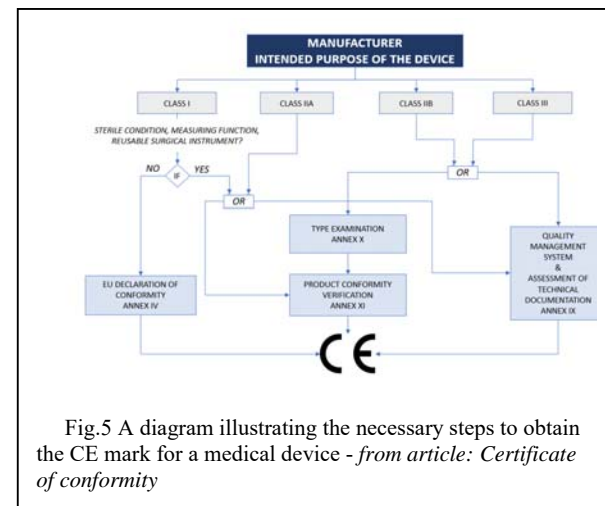 MANUFACTURER
INTENDED PURPOSE OF THE DEVICE
CLASS I
CLASS IIA
CLASS IIB
CLASS III
STERILE CONDITION, MEASURING FUNCTION,
REUSABLE SURGICAL INSTRUMENT?
NO
IF
YES
OR
OR
TYPE EXAMINATION
ANNEX X
QUALITY
MANAGEMENT
SYSTEM
&
ASSESSMENT OF
TECHNICAL
DOCUMENTATION
ANNEX IX
EU DECLARATION OF
CONFORMITY
ANNEX IV
PRODUCT CONFORMITY
VERIFICATION
ANNEX XI
CE
Fig.5 A diagram illustrating the necessary steps to obtain
the CE mark for a medical device - from article: Certificate
of conformity